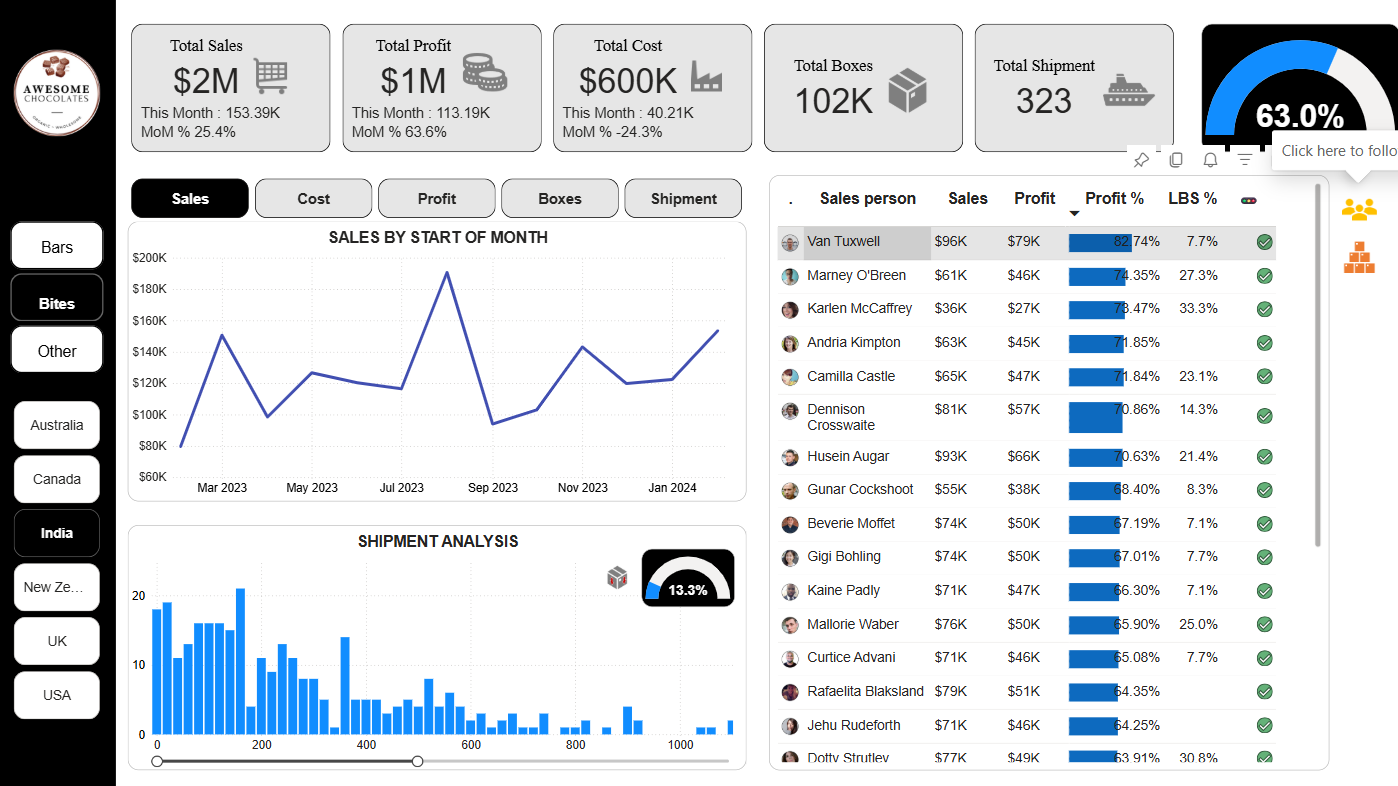 AWESOME
CHOCOLATES
Total Sales
$2M
This Month : 153.39K
MoM % 25.4%
Total Profit
$1M
This Month : 113.19K
MoM % 63.6%
Total Cost
$600K
This Month : 40.21K
MoM % -24.3%
Total Boxes
102K
Total Shipment
323
63.0%
Click here to follo
Bars
Bites
Other
Australia
Canada
India
New Ze...
UK
USA
Sales Cost Profit Boxes Shipment
SALES BY START OF MONTH
$200K
$180K
$160K
$140K
$120K
$100K
$80K
$60K
Mar 2023 May 2023 Jul 2023 Sep 2023 Nov 2023 Jan 2024
SHIPMENT ANALYSIS
13.3%
20
10
0
0 200 400 600 800 1000
. Sales person Sales Profit Profit % LBS %
Van Tuxwell $96K $79K 82.74% 7.7%
Marney O'Breen $61K $46K 74.35% 27.3%
Karlen McCaffrey $36K $27K 73.47% 33.3%
Andria Kimpton $63K $45K 71.85%
Camilla Castle $65K $47K 71.84% 23.1%
Dennison $81K $57K 70.86% 14.3%
Crosswaite
Husein Augar $93K $66K 70.63% 21.4%
Gunar Cockshoot $55K $38K 68.40% 8.3%
Beverie Moffet $74K $50K 67.19% 7.1%
Gigi Bohling $74K $50K 67.01% 7.7%
Kaine Padly $71K $47K 66.30% 7.1%
Mallorie Waber $76K $50K 65.90% 25.0%
Curtice Advani $71K $46K 65.08% 7.7%
Rafaelita Blaksland $79K $51K 64.35%
Jehu Rudeforth $71K $46K 64.25%
Dotty Strutley $77K $49K 63.91% 30.8%